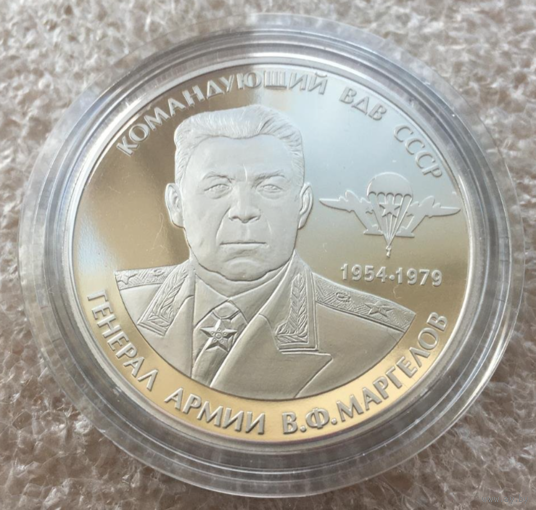 КОМАНДУЮЩИЙ ВДВ СССР
1954·1979
ГЕНЕРАЛ АРМИИ В.Ф.МАРГЕЛОВ